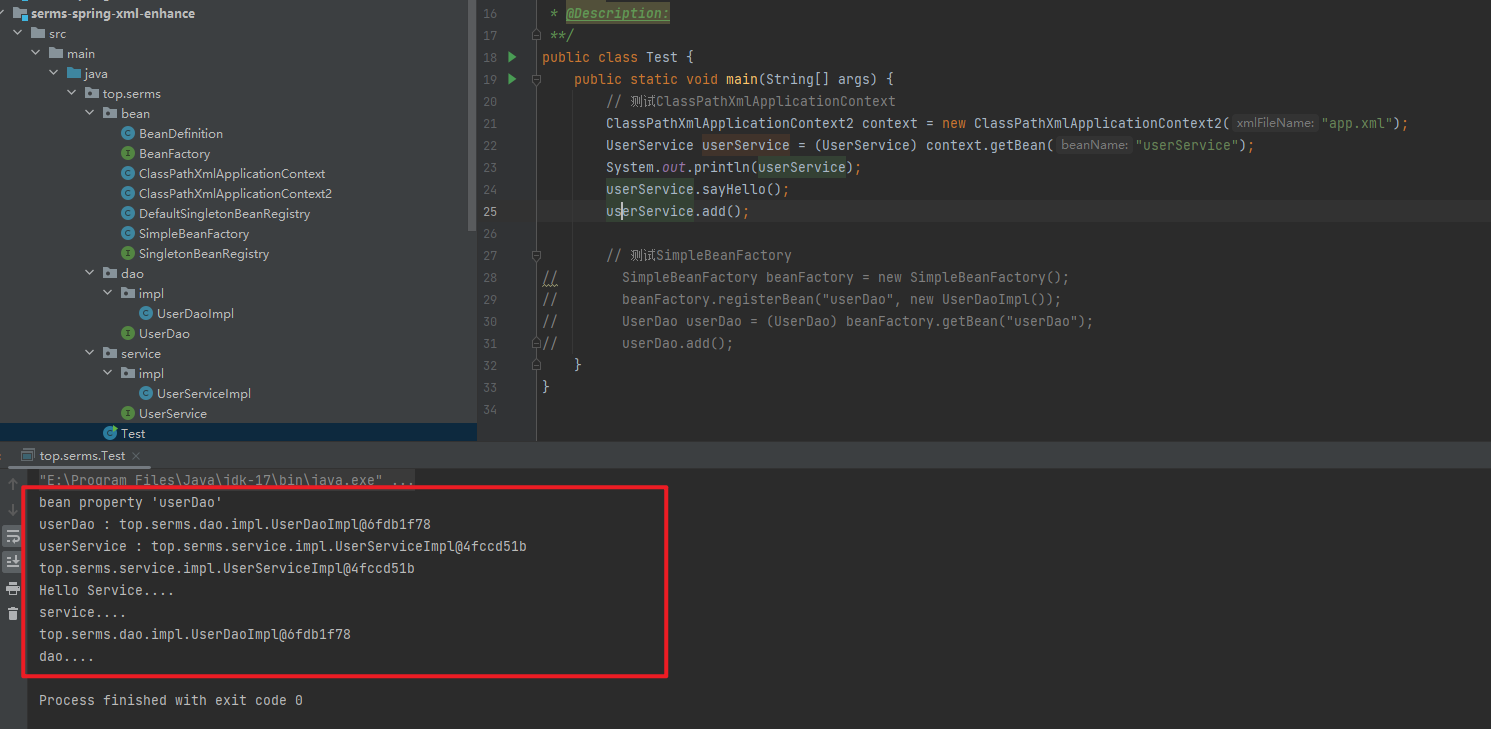 serms-spring-xml-enhance
src
main
java
top.serms
bean
BeanDefinition
BeanFactory
ClassPathXmlApplicationContext
ClassPathXmlApplicationContext2
DefaultSingletonBeanRegistry
SimpleBeanFactory
SingletonBeanRegistry
dao
impl
UserDaoImpl
UserDao
service
impl
UserServiceImpl
UserService
Test
16 * @Description:
17 **/
18 public class Test {
19 public static void main(String[] args) {
20 // 测试ClassPathXmlApplicationContext
21 ClassPathXmlApplicationContext2 context = new ClassPathXmlApplicationContext2( xmlFileName: "app.xml");
22 UserService userService = (UserService) context.getBean( beanName: "userService");
23 System.out.println(userService);
24 userService.sayHello();
25 userService.add();
26
27 // 测试SimpleBeanFactory
28 // SimpleBeanFactory beanFactory = new SimpleBeanFactory();
29 // beanFactory.registerBean("userDao", new UserDaoImpl());
30 // UserDao userDao = (UserDao) beanFactory.getBean("userDao");
31 // userDao.add();
32 }
33 }
34
top.serms.Test
"E:\Program Files\Java\jdk-17\bin\java.exe" ...
bean property 'userDao'
userDao : top.serms.dao.impl.UserDaoImpl@6fdb1f78
userService : top.serms.service.impl.UserServiceImpl@4fccd51b
top.serms.service.impl.UserServiceImpl@4fccd51b
Hello Service....
service....
top.serms.dao.impl.UserDaoImpl@6fdb1f78
dao....
Process finished with exit code 0